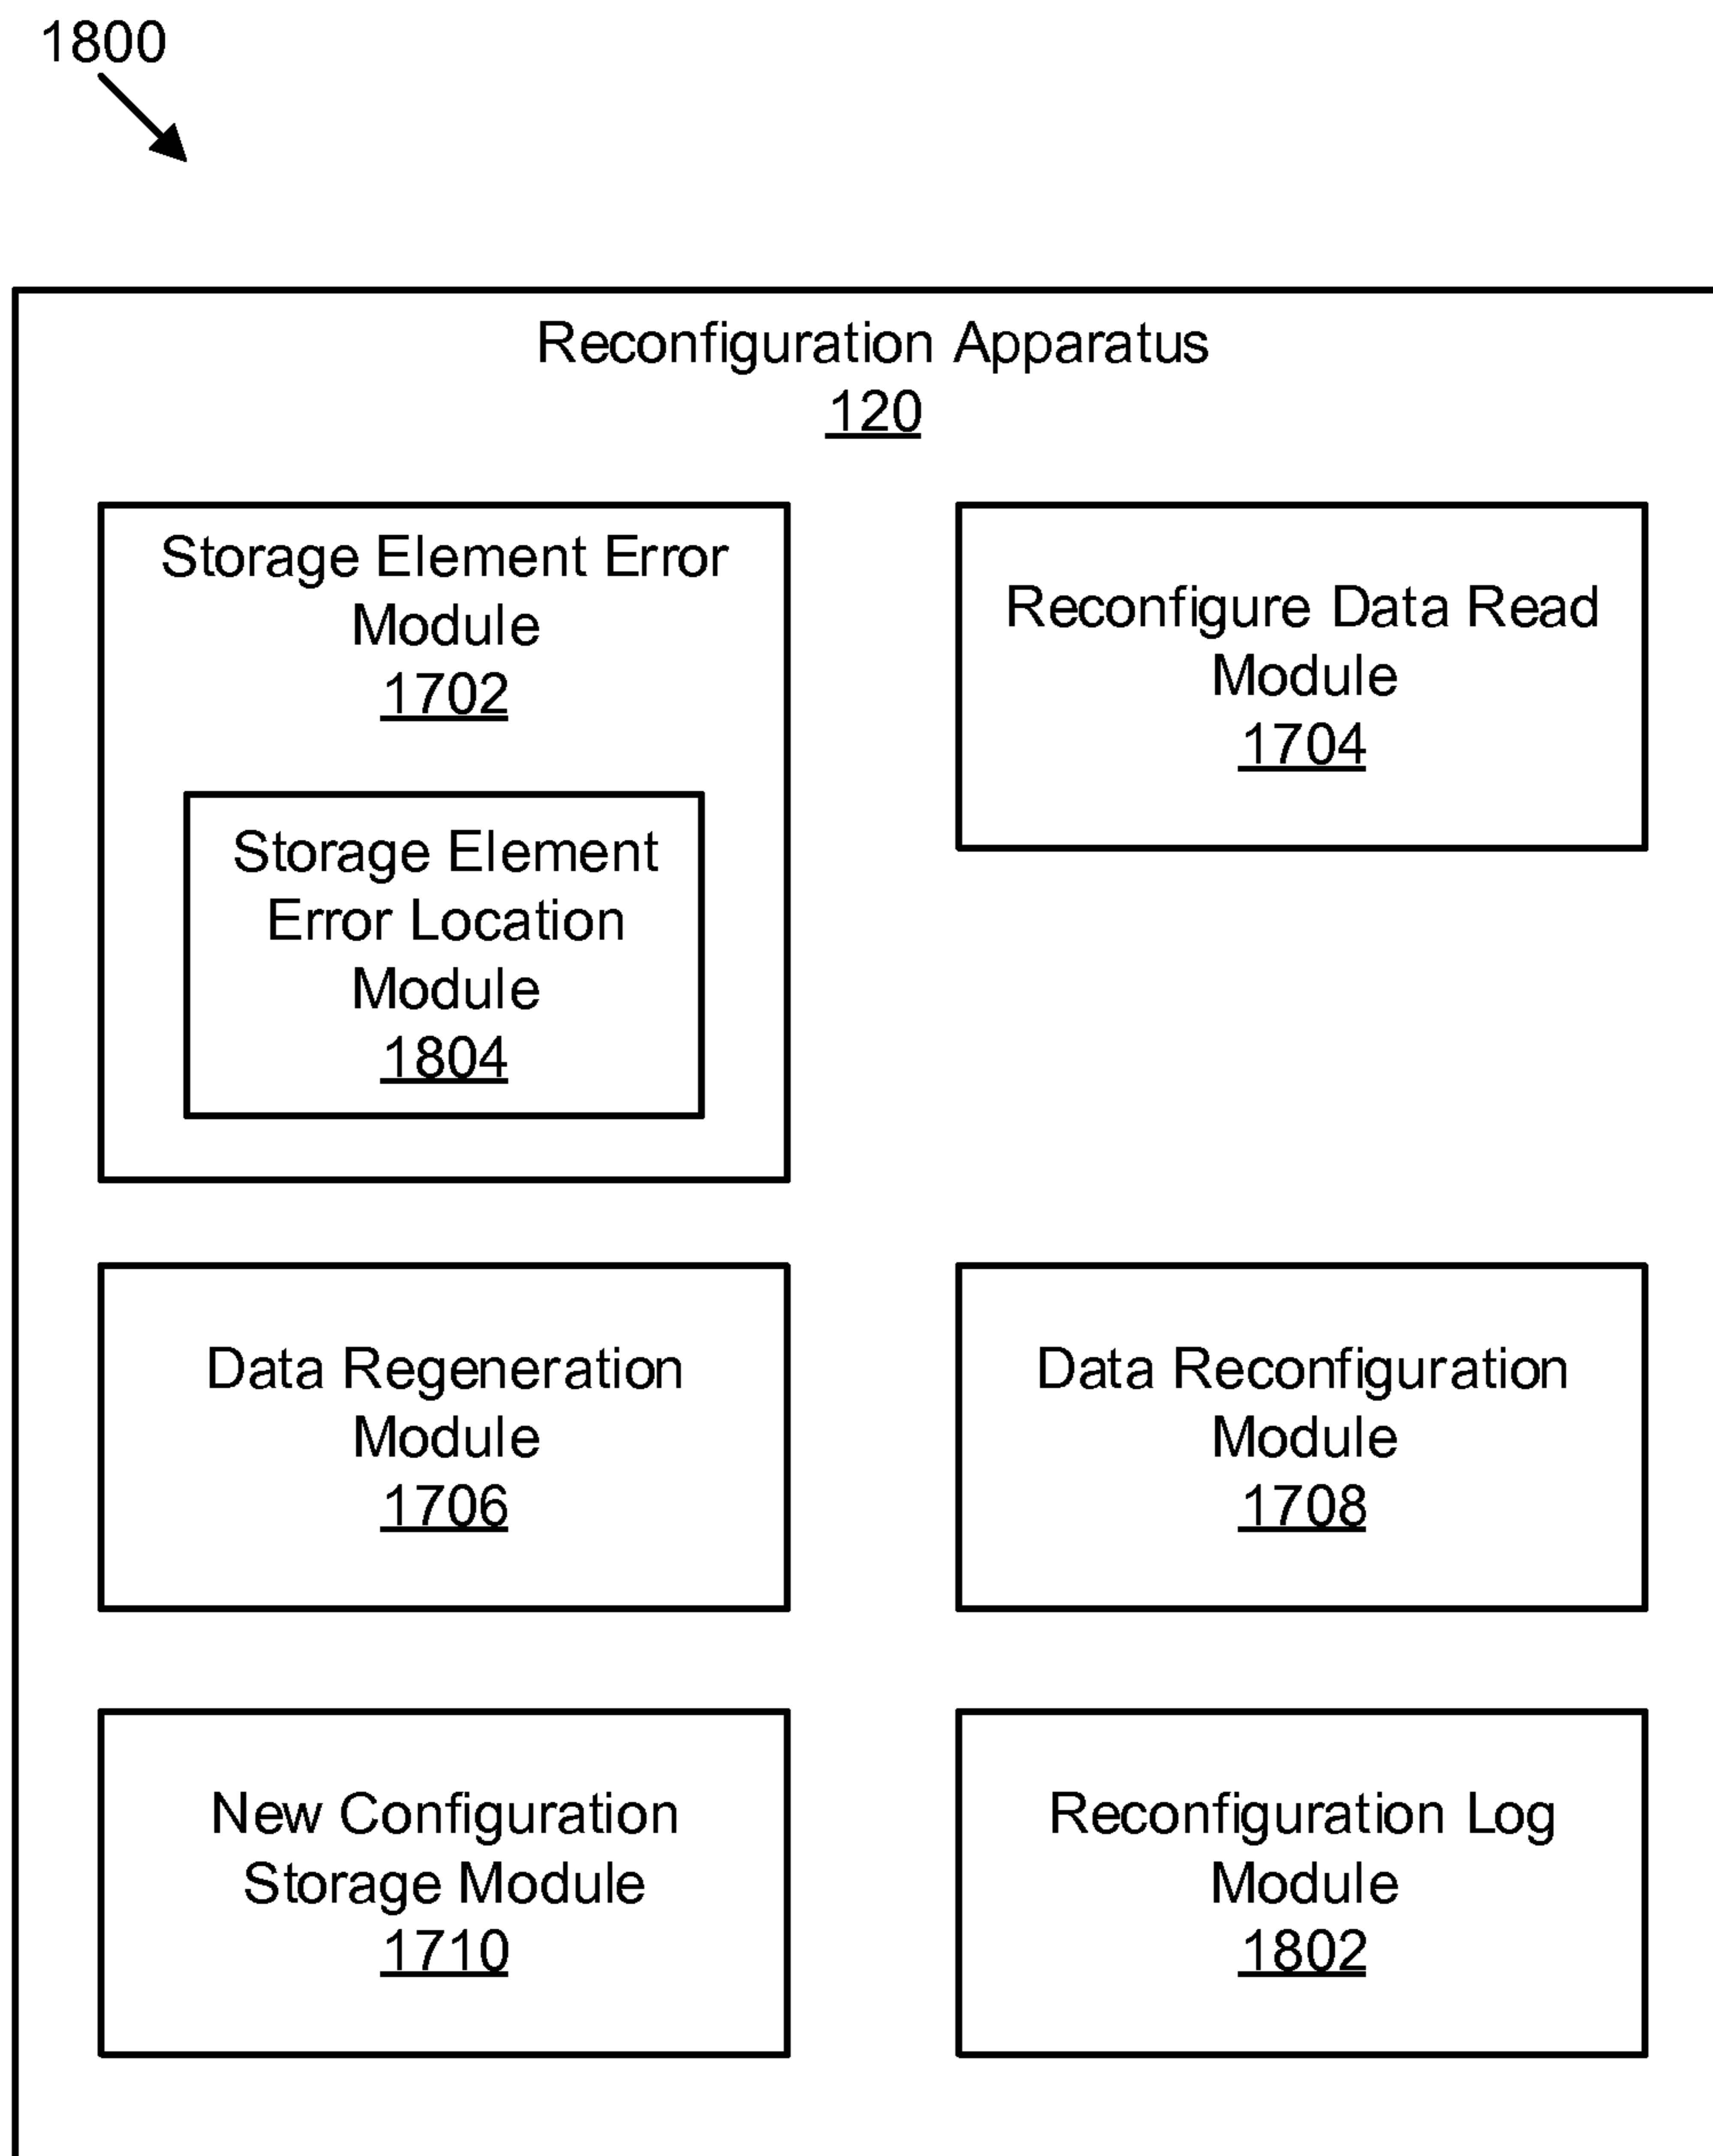 1800
Reconfiguration Apparatus
120
Storage Element Error
Module
1702
Storage Element
Error Location
Module
1804
Reconfigure Data Read
Module
1704
Data Regeneration
Module
1706
Data Reconfiguration
Module
1708
New Configuration
Storage Module
1710
Reconfiguration Log
Module
1802